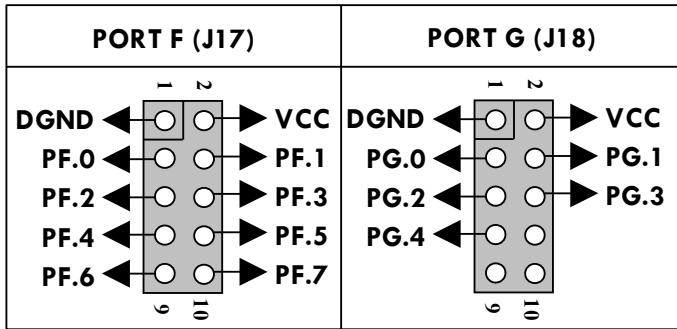 PORT F (J17)
1 2
DGND VCC
PF.0 PF.1
PF.2 PF.3
PF.4 PF.5
PF.6 PF.7
9 10
PORT G (J18)
1 2
DGND VCC
PG.0 PG.1
PG.2 PG.3
PG.4
9 10